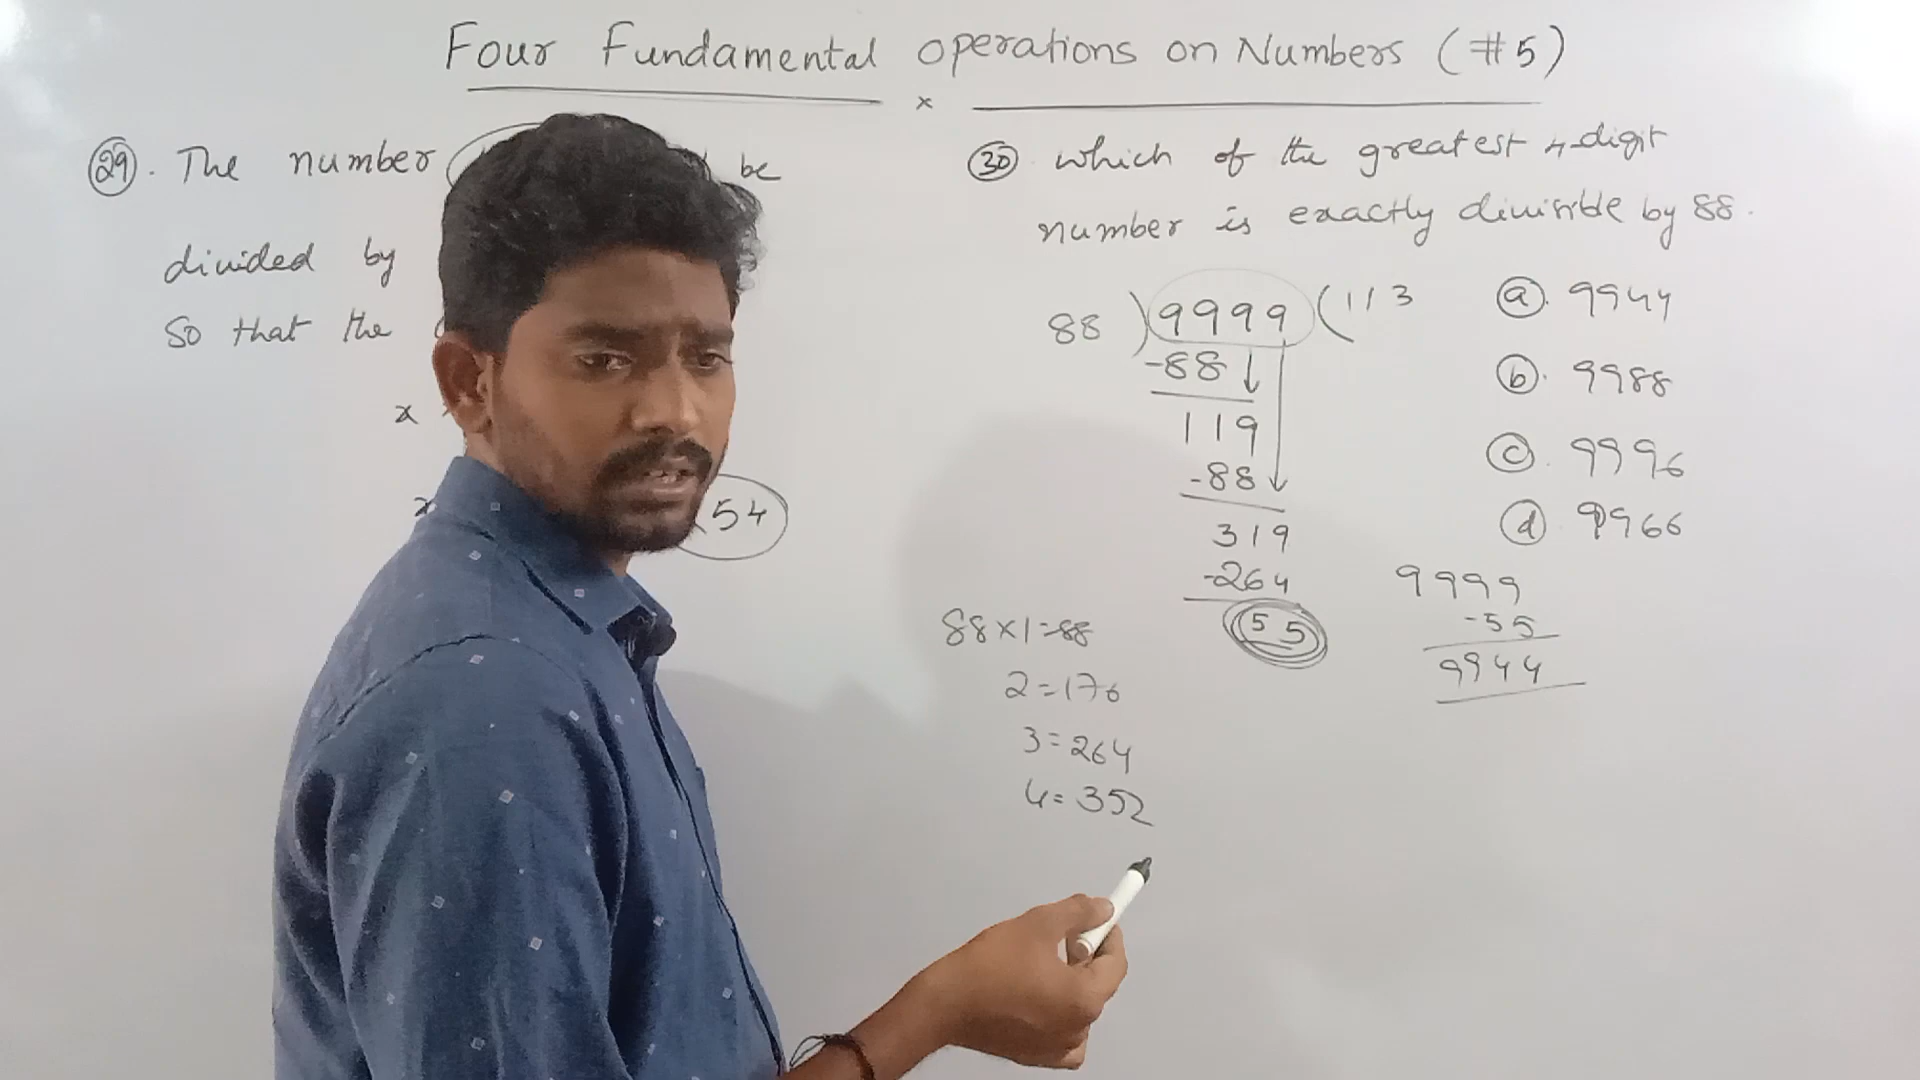 Four Fundamental operations on Numbers (#5)
x
29. The number be
divided by
So that the
x
x
54
30 which of the greatest 4-digit
number is exactly divisible by 88.
88 ) 9999 ( 113
-88
119
-88
319
-264
55
a. 9944
b. 9988
c. 9996
d. 9966
9999
-55
9944
88×1=88
2=176
3=264
4=352